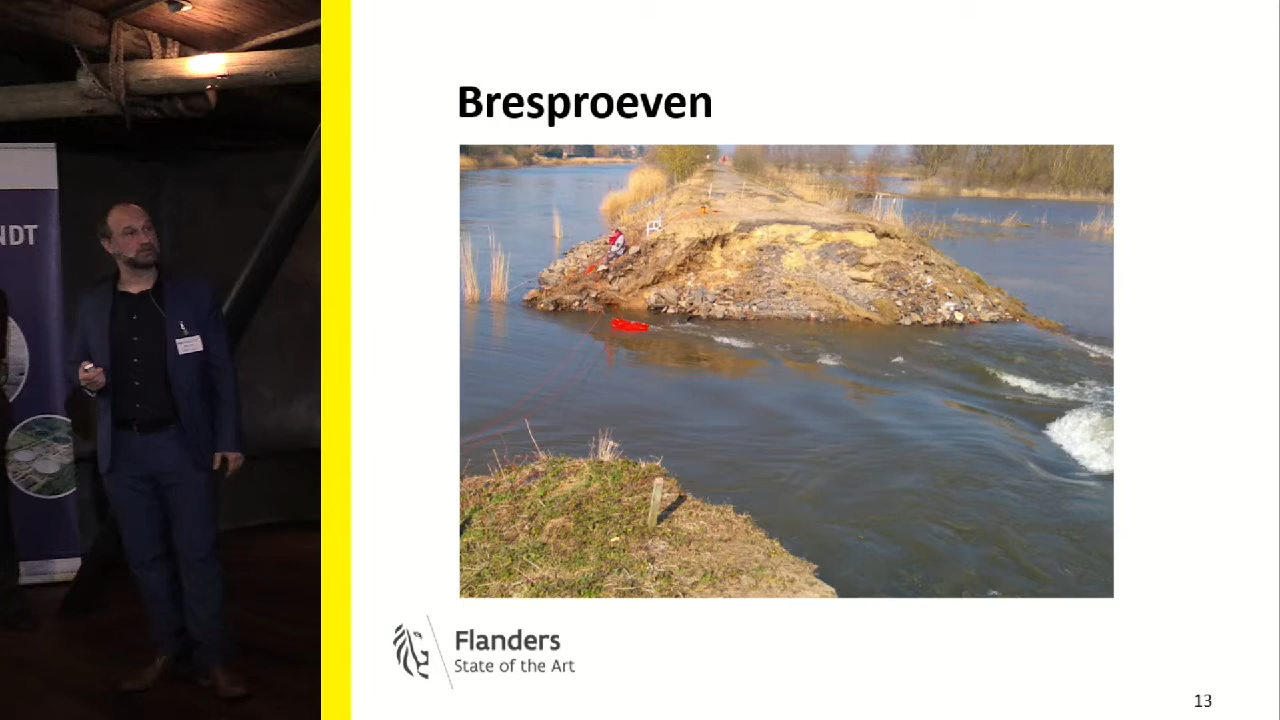 NDT
Bresproeven
Flanders
State of the Art
13